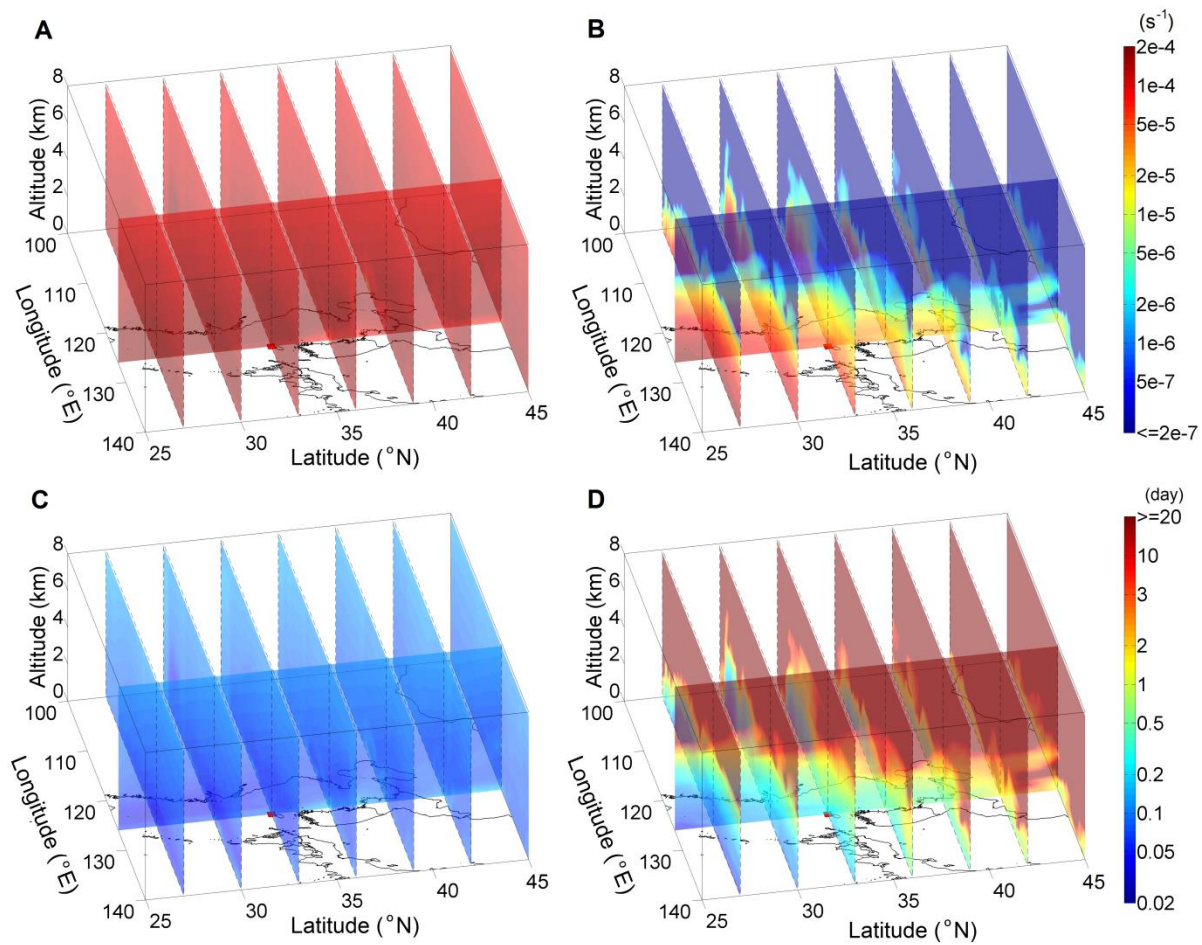 A
8
6
4
2
0
Altitude (km)
100
110
120
130
140
Longitude (°E)
25
30
35
40
45
Latitude (°N)
B
8
6
4
2
0
Altitude (km)
100
110
120
130
140
Longitude (°E)
25
30
35
40
45
Latitude (°N)
(s⁻¹)
2e-4
1e-4
5e-5
2e-5
1e-5
5e-6
2e-6
1e-6
5e-7
<=2e-7
C
8
6
4
2
0
Altitude (km)
100
110
120
130
140
Longitude (°E)
25
30
35
40
45
Latitude (°N)
D
8
6
4
2
0
Altitude (km)
100
110
120
130
140
Longitude (°E)
25
30
35
40
45
Latitude (°N)
(day)
>=20
10
3
2
1
0.5
0.2
0.1
0.05
0.02